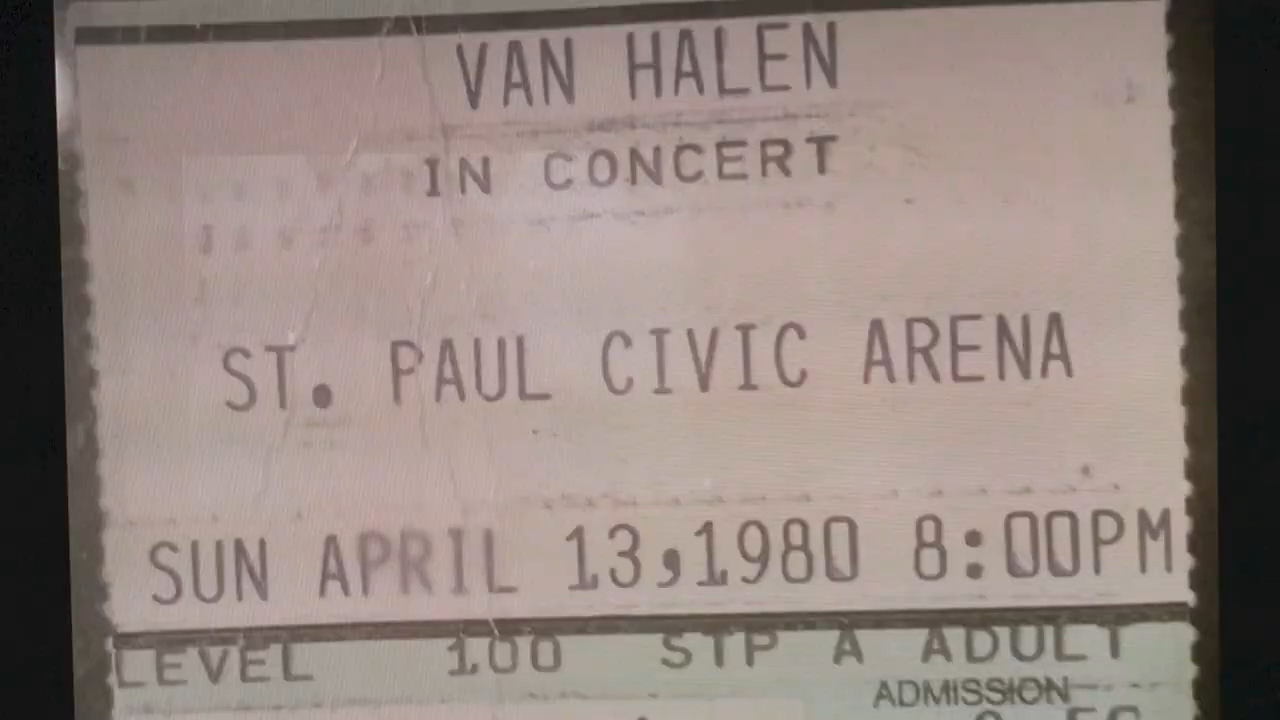 VAN HALEN
IN CONCERT
ST. PAUL CIVIC ARENA
SUN APRIL 13,1980 8:00PM
LEVEL 100 STP A ADULT
ADMISSION